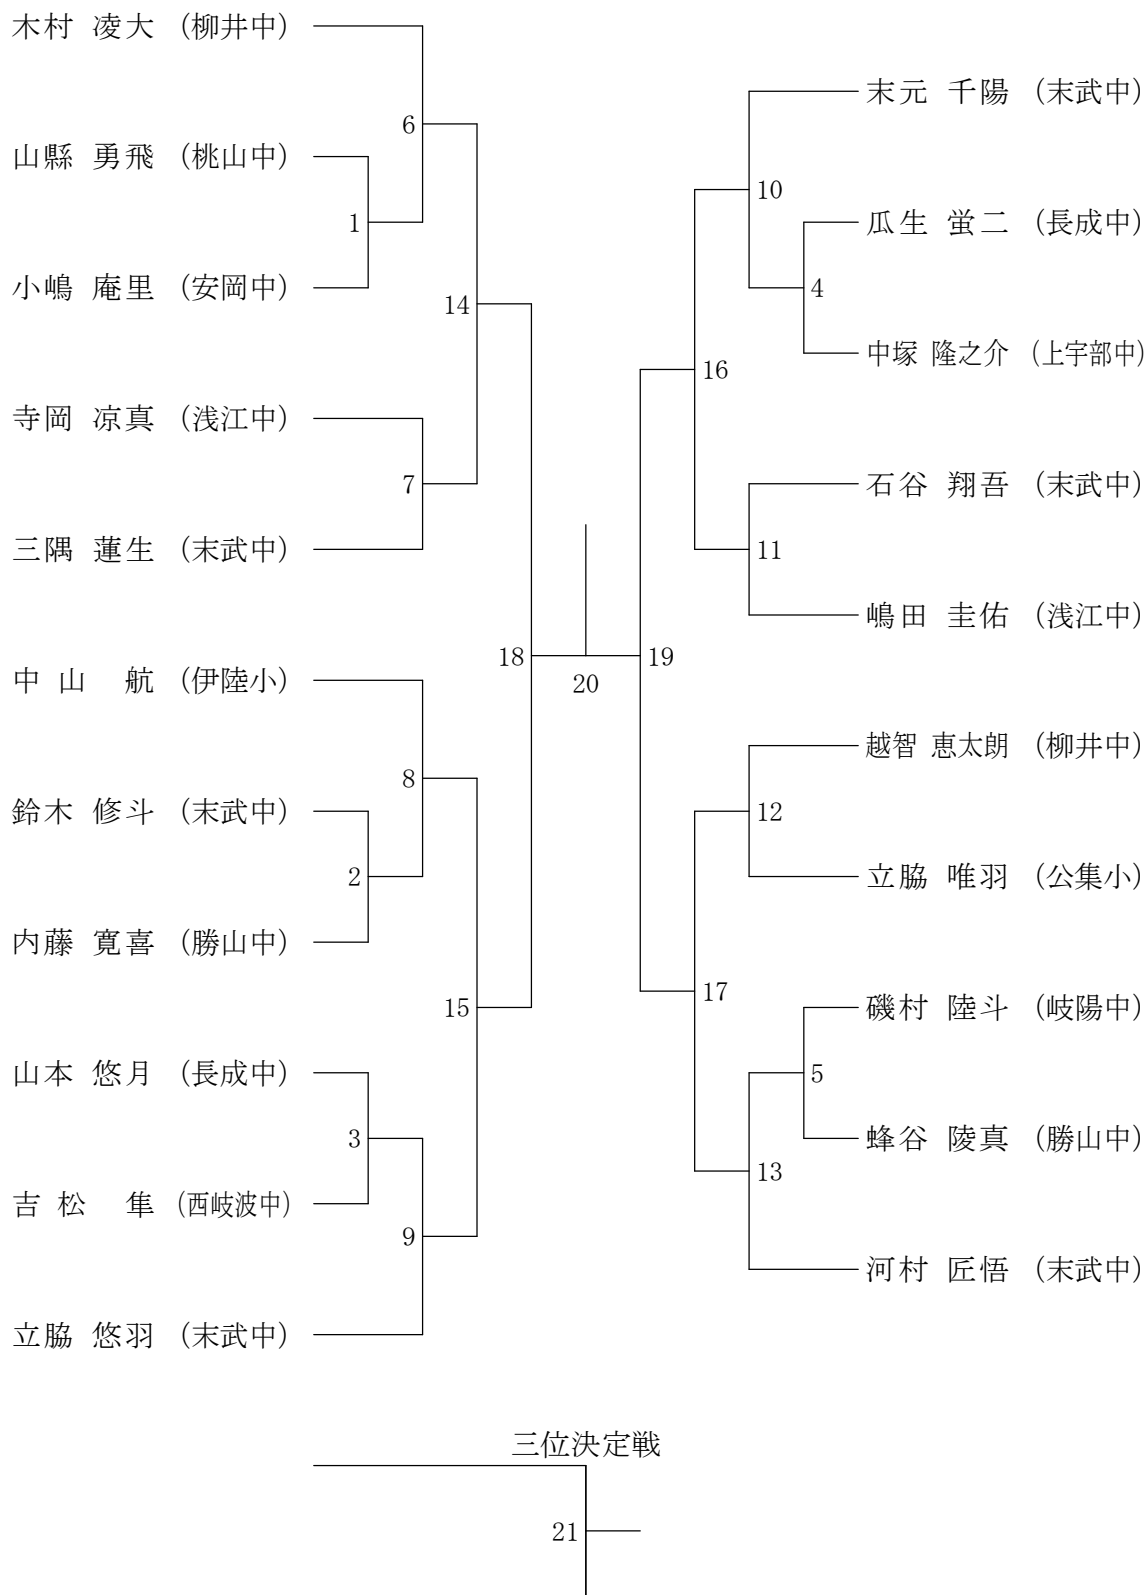 木村 凌大 (柳井中)
山縣 勇飛 (桃山中)
小嶋 庵里 (安岡中)
寺岡 凉真 (浅江中)
三隅 蓮生 (末武中)
中山 航 (伊陸小)
鈴木 修斗 (末武中)
内藤 寛喜 (勝山中)
山本 悠月 (長成中)
吉松 隼 (西岐波中)
立脇 悠羽 (末武中)
1
2
3
6
7
8
9
14
15
18
20
19
16
17
10
11
12
13
4
5
末元 千陽 (末武中)
瓜生 蛍二 (長成中)
中塚 隆之介 (上宇部中)
石谷 翔吾 (末武中)
嶋田 圭佑 (浅江中)
越智 恵太朗 (柳井中)
立脇 唯羽 (公集小)
磯村 陸斗 (岐陽中)
蜂谷 陵真 (勝山中)
河村 匠悟 (末武中)
三位決定戦
21